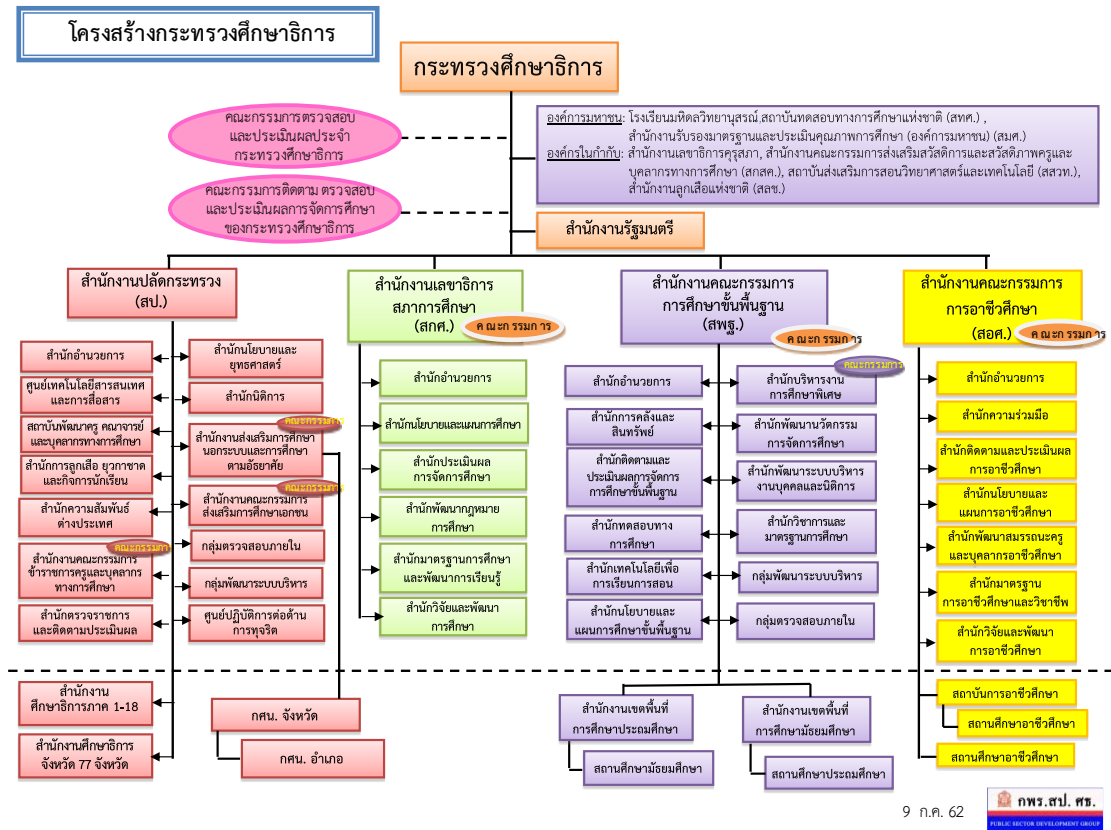 โครงสร้างกระทรวงศึกษาธิการ
กระทรวงศึกษาธิการ
คณะกรรมการตรวจสอบ
และประเมินผลประจำ
กระทรวงศึกษาธิการ
องค์การมหาชน: โรงเรียนมหิดลวิทยานุสรณ์,สถาบันทดสอบทางการศึกษาแห่งชาติ (สทศ.) ,
สำนักงานรับรองมาตรฐานและประเมินคุณภาพการศึกษา (องค์การมหาชน) (สมศ.)
องค์กรในกำกับ: สำนักงานเลขาธิการคุรุสภา, สำนักงานคณะกรรมการส่งเสริมสวัสดิการและสวัสดิภาพครูและ
บุคลากรทางการศึกษา (สกสค.), สถาบันส่งเสริมการสอนวิทยาศาสตร์และเทคโนโลยี (สสวท.),
สำนักงานลูกเสือแห่งชาติ (สลช.)
คณะกรรมการติดตาม ตรวจสอบ
และประเมินผลการจัดการศึกษา
ของกระทรวงศึกษาธิการ
สำนักงานรัฐมนตรี
สำนักงานปลัดกระทรวง
(สป.)
สำนักอำนวยการ
สำนักนโยบายและ
ยุทธศาสตร์
ศูนย์เทคโนโลยีสารสนเทศ
และการสื่อสาร
สำนักนิติการ
สถาบันพัฒนาครู คณาจารย์
และบุคลากรทางการศึกษา
คณะกรรมการ
สำนักงานส่งเสริมการศึกษา
นอกระบบและการศึกษา
ตามอัธยาศัย
สำนักการลูกเสือ ยุวกาชาด
และกิจการนักเรียน
คณะกรรมการ
สำนักงานคณะกรรมการ
ส่งเสริมการศึกษาเอกชน
สำนักความสัมพันธ์
ต่างประเทศ
กลุ่มตรวจสอบภายใน
คณะกรรมกา
สำนักงานคณะกรรมการ
ข้าราชการครูและบุคลากร
ทางการศึกษา
กลุ่มพัฒนาระบบบริหาร
สำนักตรวจราชการ
และติดตามประเมินผล
ศูนย์ปฏิบัติการต่อต้าน
การทุจริต
สำนักงาน
ศึกษาธิการภาค 1-18
สำนักงานศึกษาธิการ
จังหวัด 77 จังหวัด
กศน. จังหวัด
กศน. อำเภอ
สำนักงานเลขาธิการ
สภาการศึกษา
(สกศ.)
คณะกรรมการ
สำนักอำนวยการ
สำนักนโยบายและแผนการศึกษา
สำนักประเมินผล
การจัดการศึกษา
สำนักพัฒนากฎหมาย
การศึกษา
สำนักมาตรฐานการศึกษา
และพัฒนาการเรียนรู้
สำนักวิจัยและพัฒนา
การศึกษา
สำนักงานคณะกรรมการ
การศึกษาขั้นพื้นฐาน
(สพฐ.)
คณะกรรมการ
สำนักอำนวยการ
คณะกรรมการ
สำนักบริหารงาน
การศึกษาพิเศษ
สำนักการคลังและ
สินทรัพย์
สำนักพัฒนานวัตกรรม
การจัดการศึกษา
สำนักติดตามและ
ประเมินผลการจัดการ
การศึกษาขั้นพื้นฐาน
สำนักพัฒนาระบบบริหาร
งานบุคคลและนิติการ
สำนักทดสอบทาง
การศึกษา
สำนักวิชาการและ
มาตรฐานการศึกษา
สำนักเทคโนโลยีเพื่อ
การเรียนการสอน
กลุ่มพัฒนาระบบบริหาร
สำนักนโยบายและ
แผนการศึกษาขั้นพื้นฐาน
กลุ่มตรวจสอบภายใน
สำนักงานเขตพื้นที่
การศึกษาประถมศึกษา
สถานศึกษามัธยมศึกษา
สำนักงานเขตพื้นที่
การศึกษามัธยมศึกษา
สถานศึกษาประถมศึกษา
สำนักงานคณะกรรมการ
การอาชีวศึกษา
(สอศ.)
คณะกรรมการ
สำนักอำนวยการ
สำนักความร่วมมือ
สำนักติดตามและประเมินผล
การอาชีวศึกษา
สำนักนโยบายและ
แผนการอาชีวศึกษา
สำนักพัฒนาสมรรถนะครู
และบุคลากรอาชีวศึกษา
สำนักมาตรฐาน
การอาชีวศึกษาและวิชาชีพ
สำนักวิจัยและพัฒนา
การอาชีวศึกษา
สถาบันการอาชีวศึกษา
สถานศึกษาอาชีวศึกษา
สถานศึกษาอาชีวศึกษา
9 ก.ค. 62
กพร.สป. ศธ.
PUBLIC SECTOR DEVELOPMENT GROUP